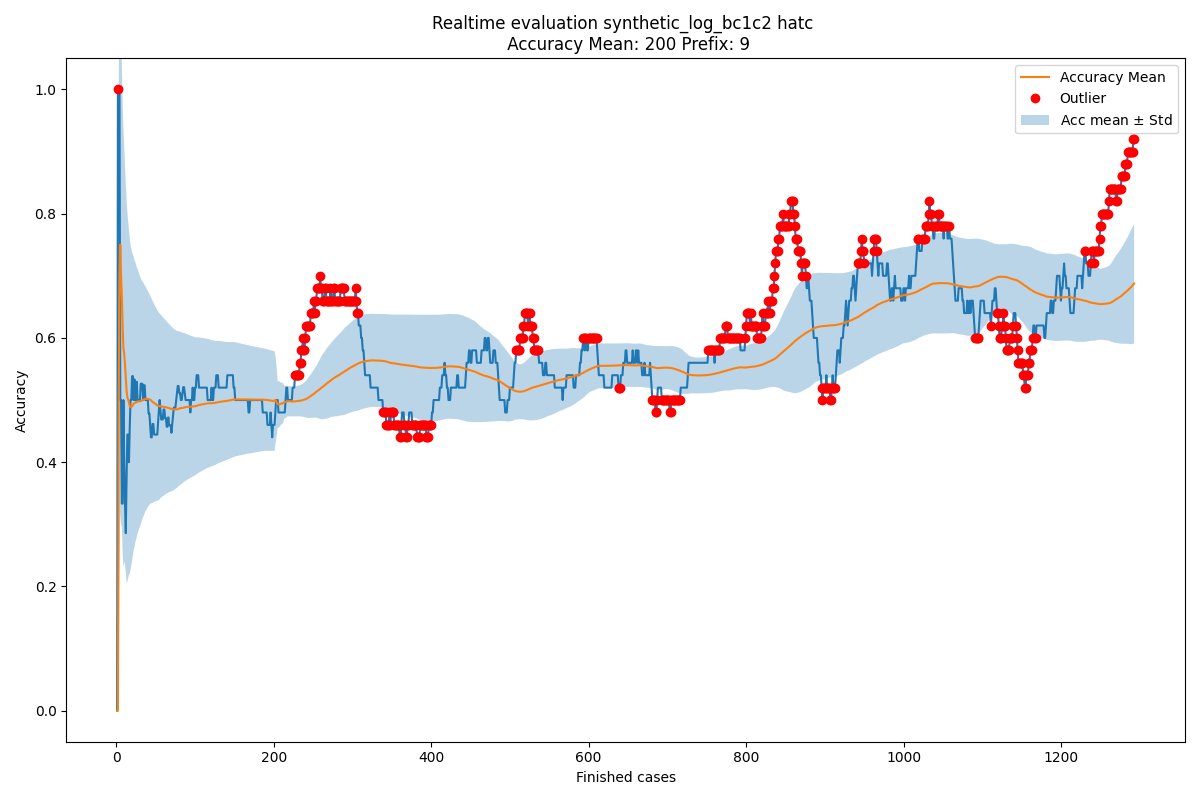 Realtime evaluation synthetic_log_bc1c2 hatc
Accuracy Mean: 200 Prefix: 9
Accuracy Mean
Outlier
Acc mean ± Std
1.0
0.8
0.6
0.4
0.2
0.0
Accuracy
0
200
400
600
800
1000
1200
Finished cases